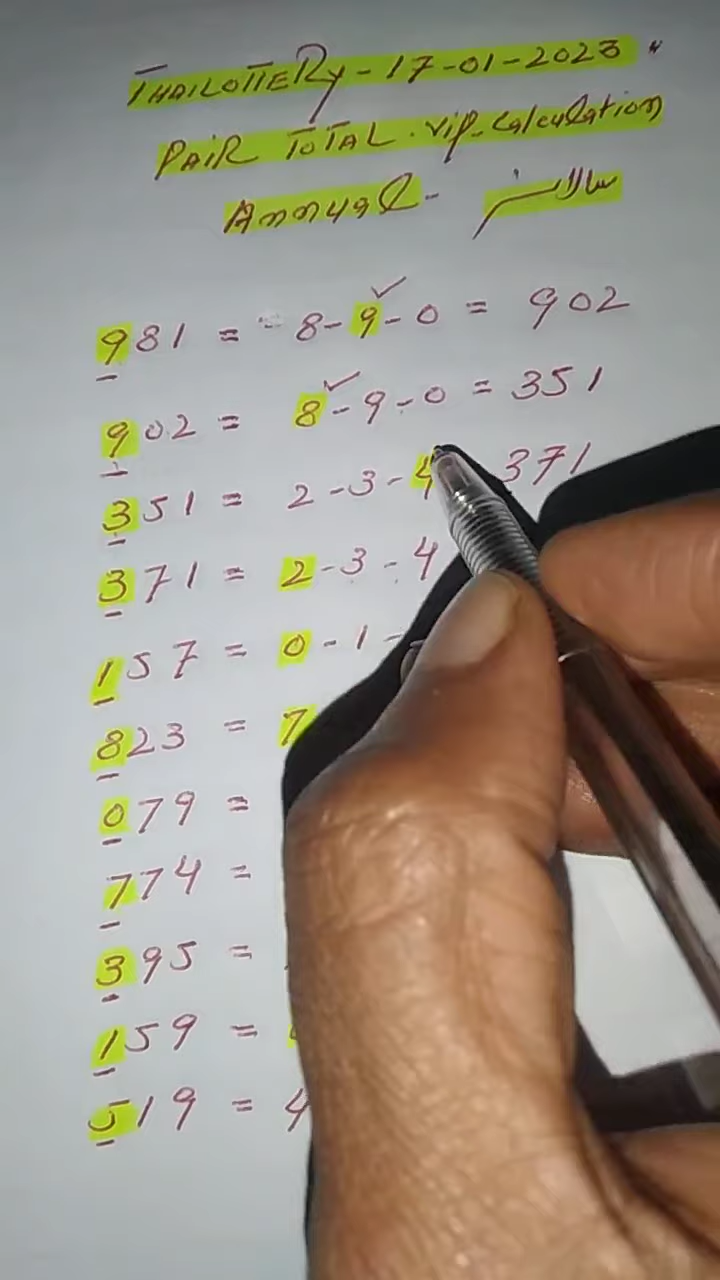 THAILOTTERy - 17-01-2023 "
PAIR TOTAL. vip-calculation
Annual - سالانہ
981 = - 8-9-0 = 902
902 = 8-9-0 = 351
351 = 2-3-4 371
371 = 2-3-4
157 = 0-1-
823 = 7
079 =
774 =
395 =
159 =
519 = 4